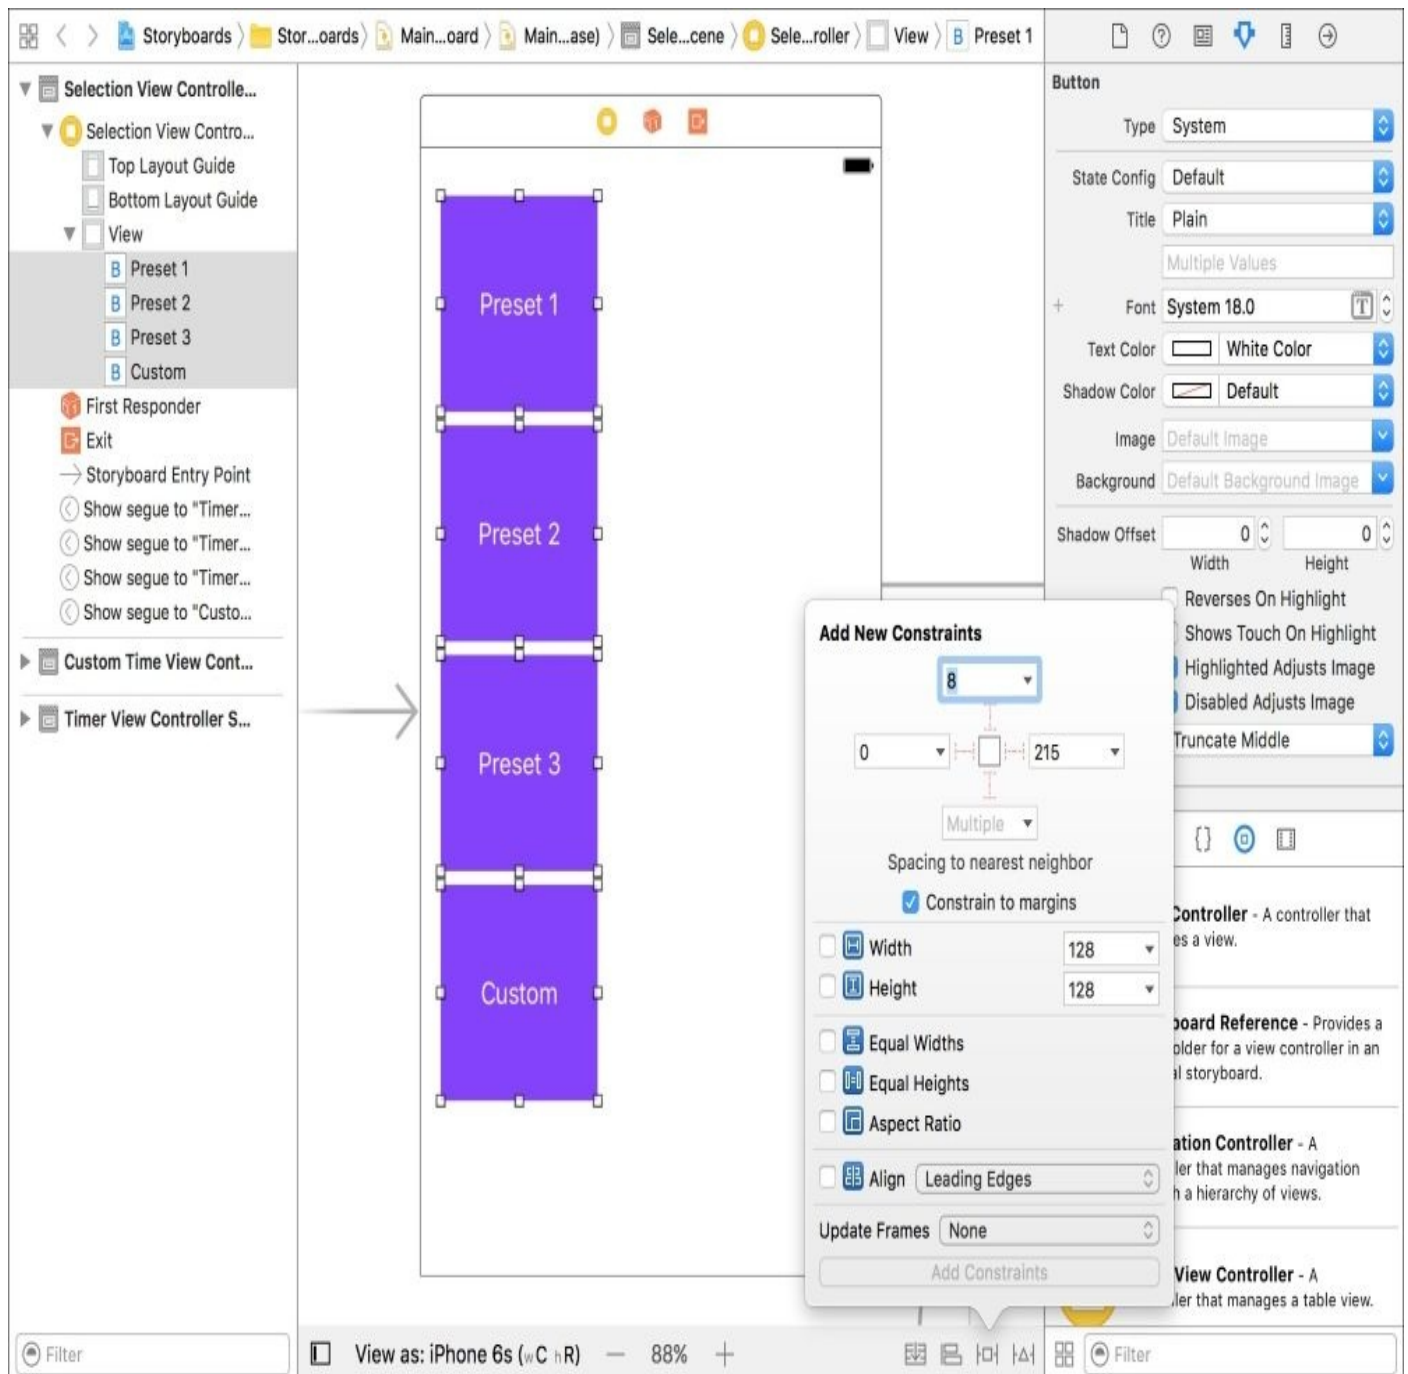 Storyboards
Stor...oards
Main...oard
Main...ase)
Sele...cene
Sele...roller
View
B Preset 1
Selection View Controlle...
Selection View Contro...
Top Layout Guide
Bottom Layout Guide
View
B Preset 1
B Preset 2
B Preset 3
B Custom
First Responder
Exit
Storyboard Entry Point
Show segue to "Timer...
Show segue to "Timer...
Show segue to "Timer...
Show segue to "Custo...
Custom Time View Cont...
Timer View Controller S...
Filter
Preset 1
Preset 2
Preset 3
Custom
View as: iPhone 6s (wC hR)
— 88% +
Add New Constraints
8
0
215
Multiple
Spacing to nearest neighbor
Constrain to margins
Width 128
Height 128
Equal Widths
Equal Heights
Aspect Ratio
Align Leading Edges
Update Frames None
Add Constraints
Button
Type System
State Config Default
Title Plain
Multiple Values
+ Font System 18.0 T
Text Color White Color
Shadow Color Default
Image Default Image
Background Default Background Image
Shadow Offset 0 0
Width Height
Reverses On Highlight
Shows Touch On Highlight
Highlighted Adjusts Image
Disabled Adjusts Image
Truncate Middle
{}
Controller - A controller that
es a view.
board Reference - Provides a
older for a view controller in an
al storyboard.
ation Controller - A
ler that manages navigation
h a hierarchy of views.
View Controller - A
ler that manages a table view.
Filter